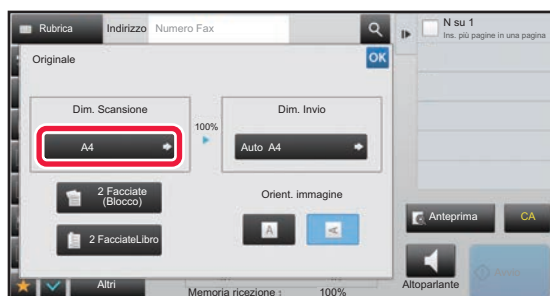 Rubrica
Indirizzo
Numero Fax
N su 1
Ins. più pagine in una pagina
Originale
OK
Dim. Scansione
Dim. Invio
100%
A4
Auto A4
2 Facciate
(Blocco)
Orient. immagine
2 FacciateLibro
A
A
Anteprima
CA
Altri
Memoria ricezione :
100%
Altoparlante
Avvio